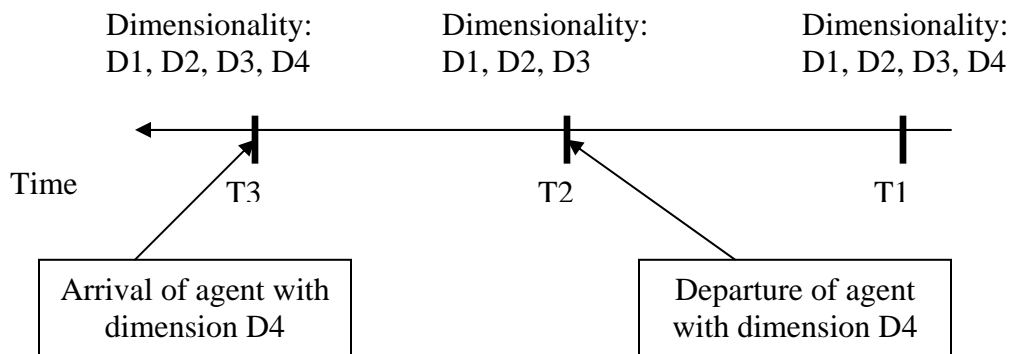 Dimensionality:
D1, D2, D3, D4
Dimensionality:
D1, D2, D3
Dimensionality:
D1, D2, D3, D4
Time
T3
T2
T1
Arrival of agent with
dimension D4
Departure of agent
with dimension D4